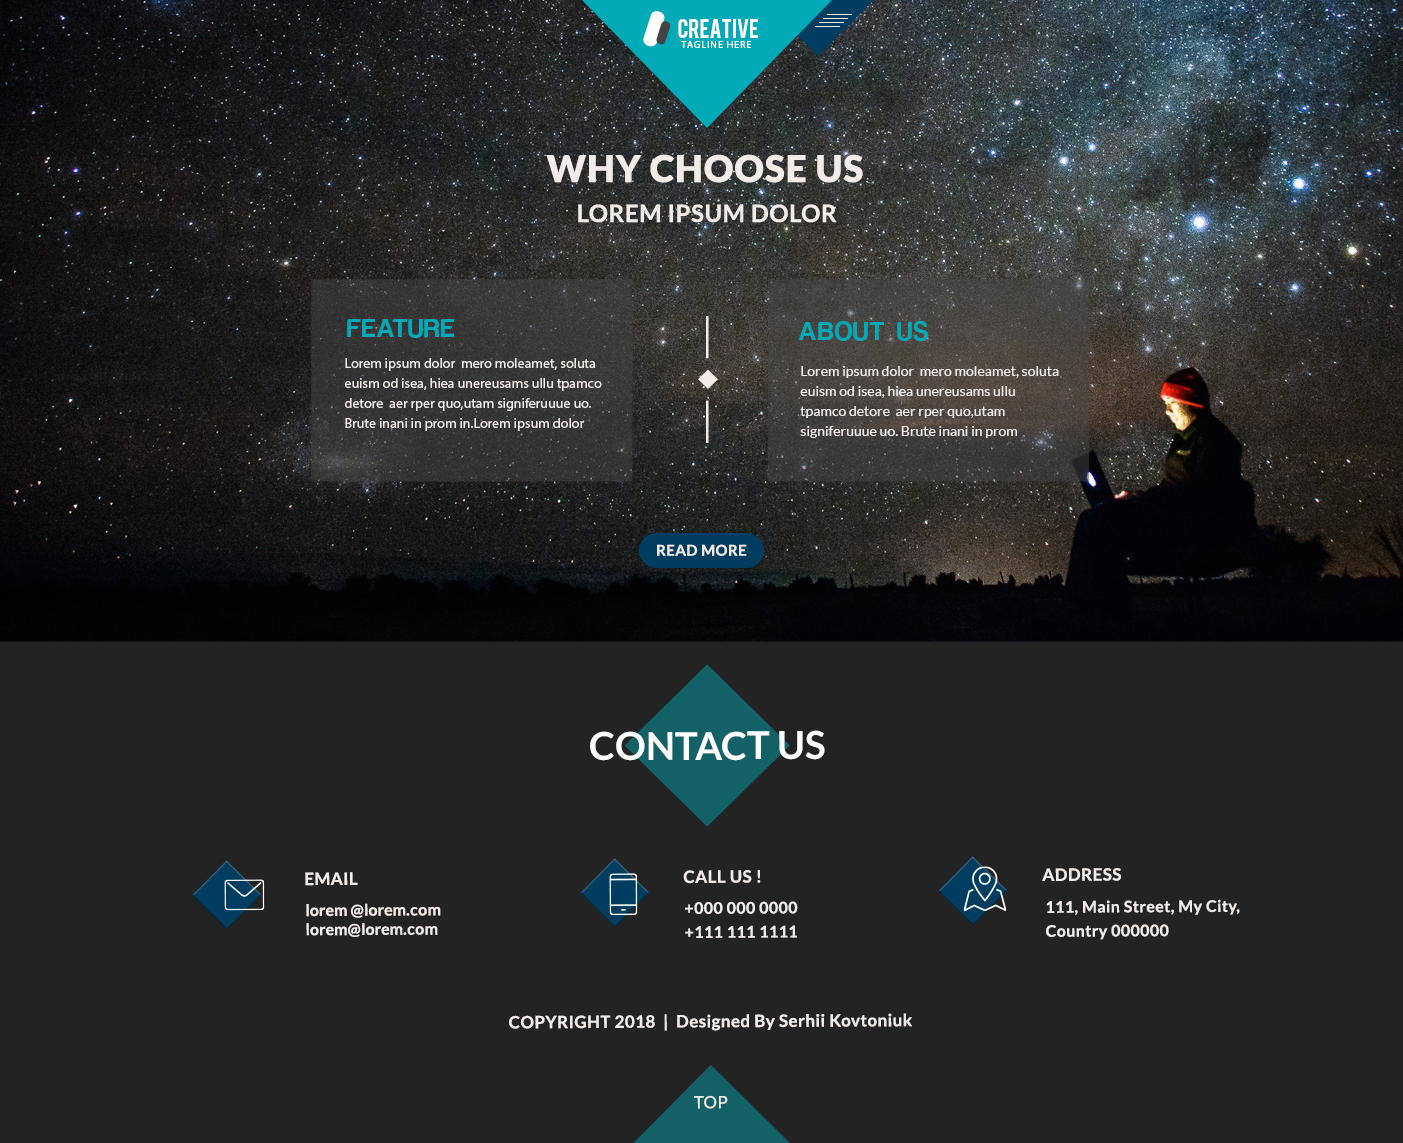 CREATIVE
TAGLINE HERE
WHY CHOOSE US
LOREM IPSUM DOLOR
FEATURE
Lorem ipsum dolor  mero moleamet, soluta
euism od isea, hiea unereusams ullu tpamco
detore  aer rper quo,utam signiferuuue uo.
Brute inani in prom in.Lorem ipsum dolor
ABOUT  US
Lorem ipsum dolor  mero moleamet, soluta
euism od isea, hiea unereusams ullu
tpamco detore  aer rper quo,utam
signiferuuue uo. Brute inani in prom
READ MORE
CONTACT US
EMAIL
lorem @lorem.com
lorem@lorem.com
CALL US !
+000 000 0000
+111 111 1111
ADDRESS
111, Main Street, My City,
Country 000000
COPYRIGHT 2018  |  Designed By Serhii Kovtoniuk
TOP